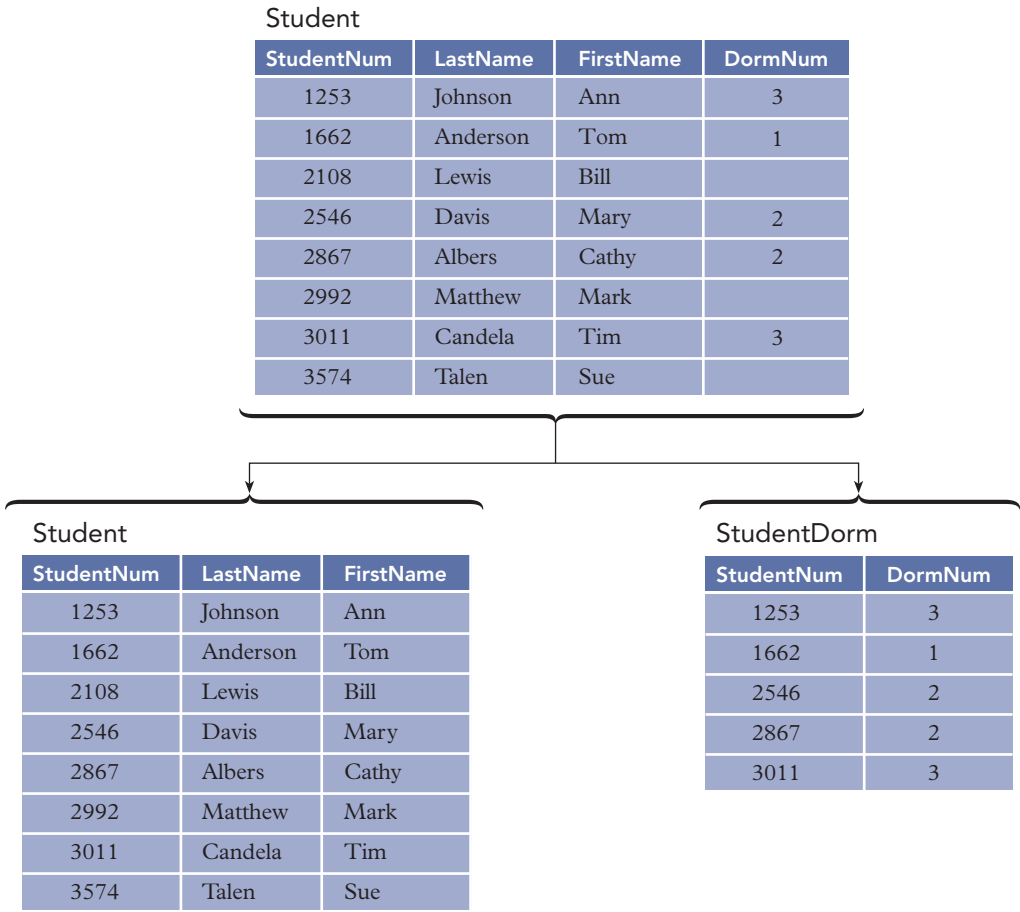 Student
StudentNum LastName FirstName DormNum
1253 Johnson Ann 3
1662 Anderson Tom 1
2108 Lewis Bill
2546 Davis Mary 2
2867 Albers Cathy 2
2992 Matthew Mark
3011 Candela Tim 3
3574 Talen Sue
Student
StudentNum LastName FirstName
1253 Johnson Ann
1662 Anderson Tom
2108 Lewis Bill
2546 Davis Mary
2867 Albers Cathy
2992 Matthew Mark
3011 Candela Tim
3574 Talen Sue
StudentDorm
StudentNum DormNum
1253 3
1662 1
2546 2
2867 2
3011 3